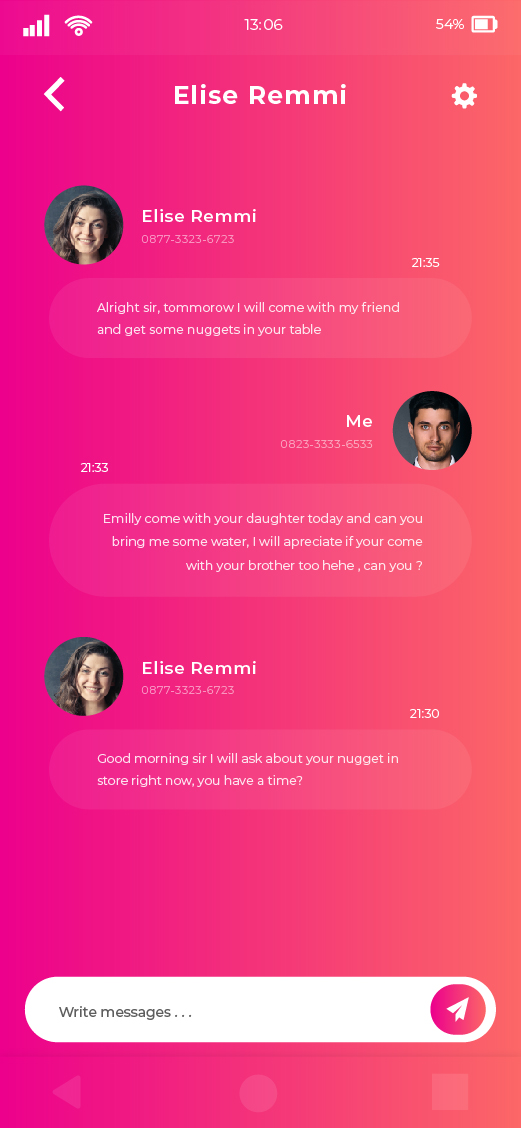 13:06
54%
Elise Remmi
Elise Remmi
0877-3323-6723
21:35
Alright sir, tommorow I will come with my friend
and get some nuggets in your table
Me
0823-3333-6533
21:33
Emilly come with your daughter today and can you
bring me some water, I will apreciate if your come
with your brother too hehe , can you ?
Elise Remmi
0877-3323-6723
21:30
Good morning sir I will ask about your nugget in
store right now, you have a time?
Write messages . . .